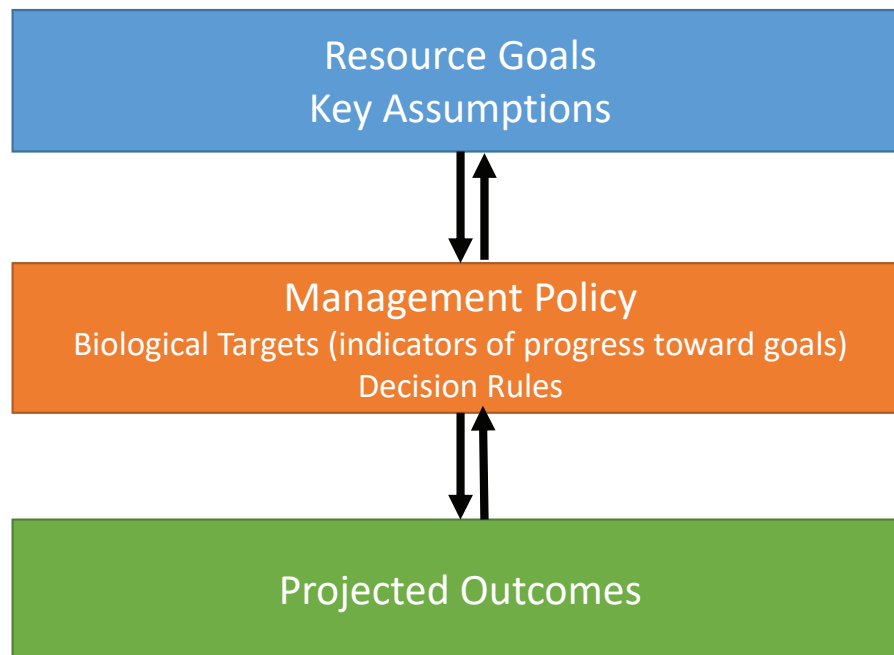 Resource Goals
Key Assumptions
Management Policy
Biological Targets (indicators of progress toward goals)
Decision Rules
Projected Outcomes